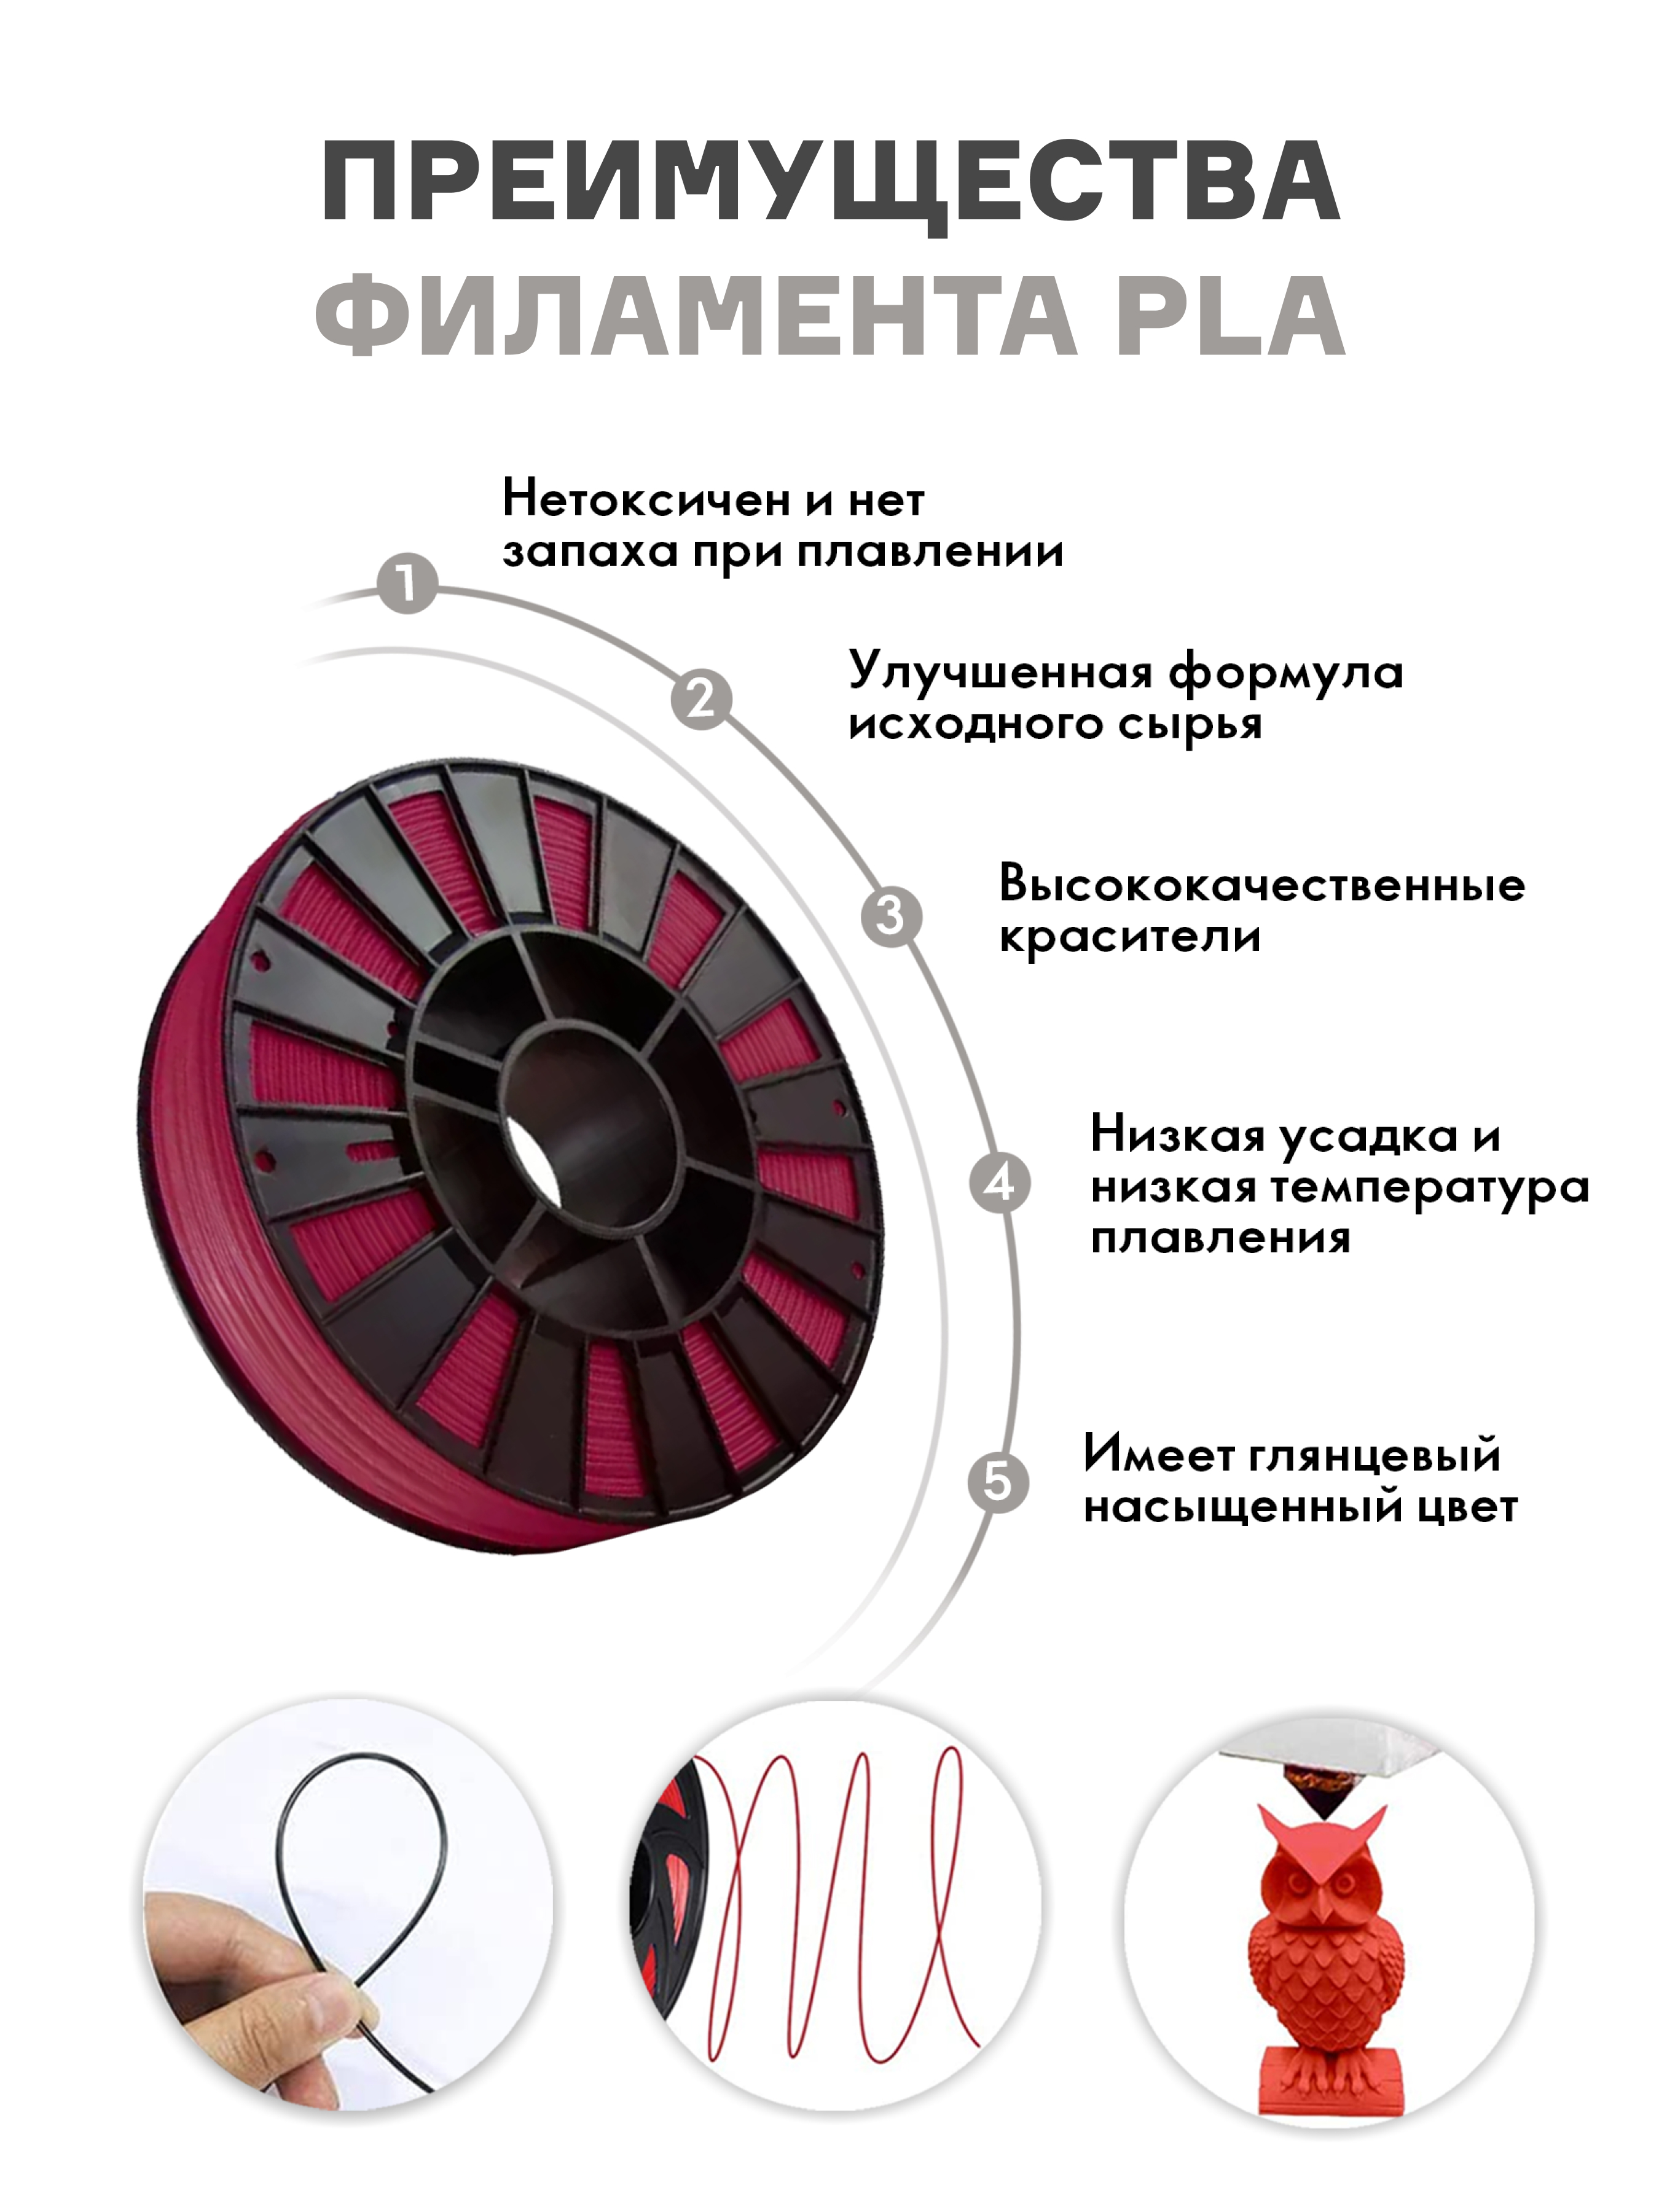 ПРЕИМУЩЕСТВА
ФИЛАМЕНТА PLA
1
Нетоксичен и нет
запаха при плавлении
2
Улучшенная формула
исходного сырья
3
Высококачественные
красители
4
Низкая усадка и
низкая температура
плавления
5
Имеет глянцевый
насыщенный цвет